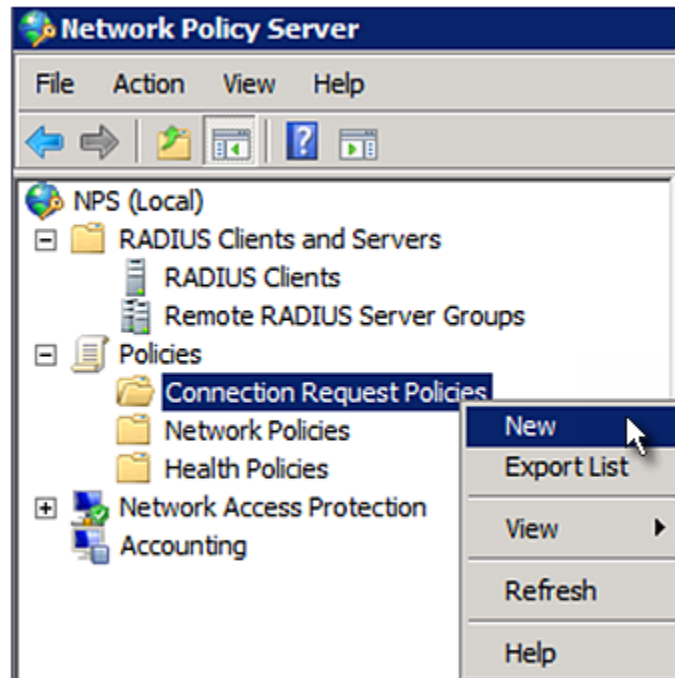 Network Policy Server
File Action View Help
NPS (Local)
RADIUS Clients and Servers
RADIUS Clients
Remote RADIUS Server Groups
Policies
Connection Request Policies
Network Policies
Health Policies
Network Access Protection
Accounting
New
Export List
View
Refresh
Help